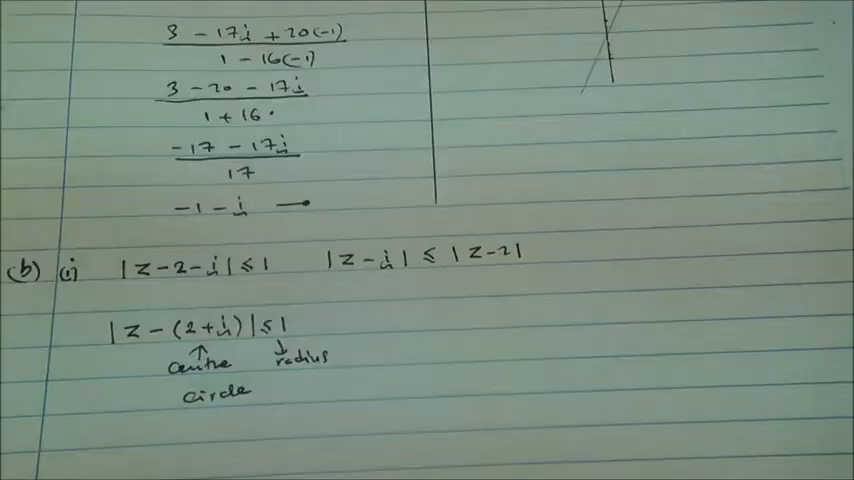 3 - 17i + 20(-1)
1 - 16(-1)
3 - 20 - 17i
1 + 16
-17 - 17i
17
-1 - i
(b) (i) |z - 2 - i| ≤ 1 |z - i| ≤ |z - 2|
|z - (2 + i)| ≤ 1
centre radius
circle